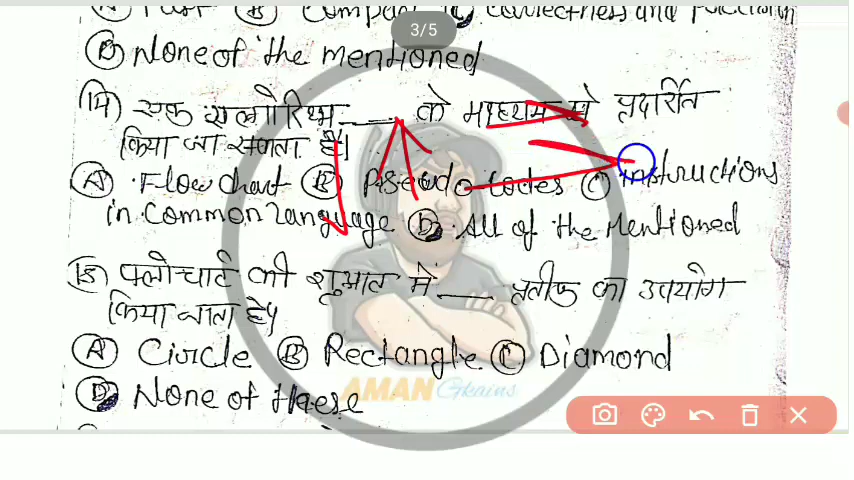 3/5
(B) None of the mentioned
14) एक एल्गोरिथ्म ____ को माध्यम से प्रदर्शित
किया जा सकता है।
(A) Flow chart (B) Pseudo codes (C) instructions
in Common language (D) All of the Mentioned
15) फ्लोचार्ट की शुरुआत में ___ प्रतीक का उपयोग
किया जाता है।
(A) Circle (B) Rectangle (C) Diamond
(D) None of these
AMAN Gkains